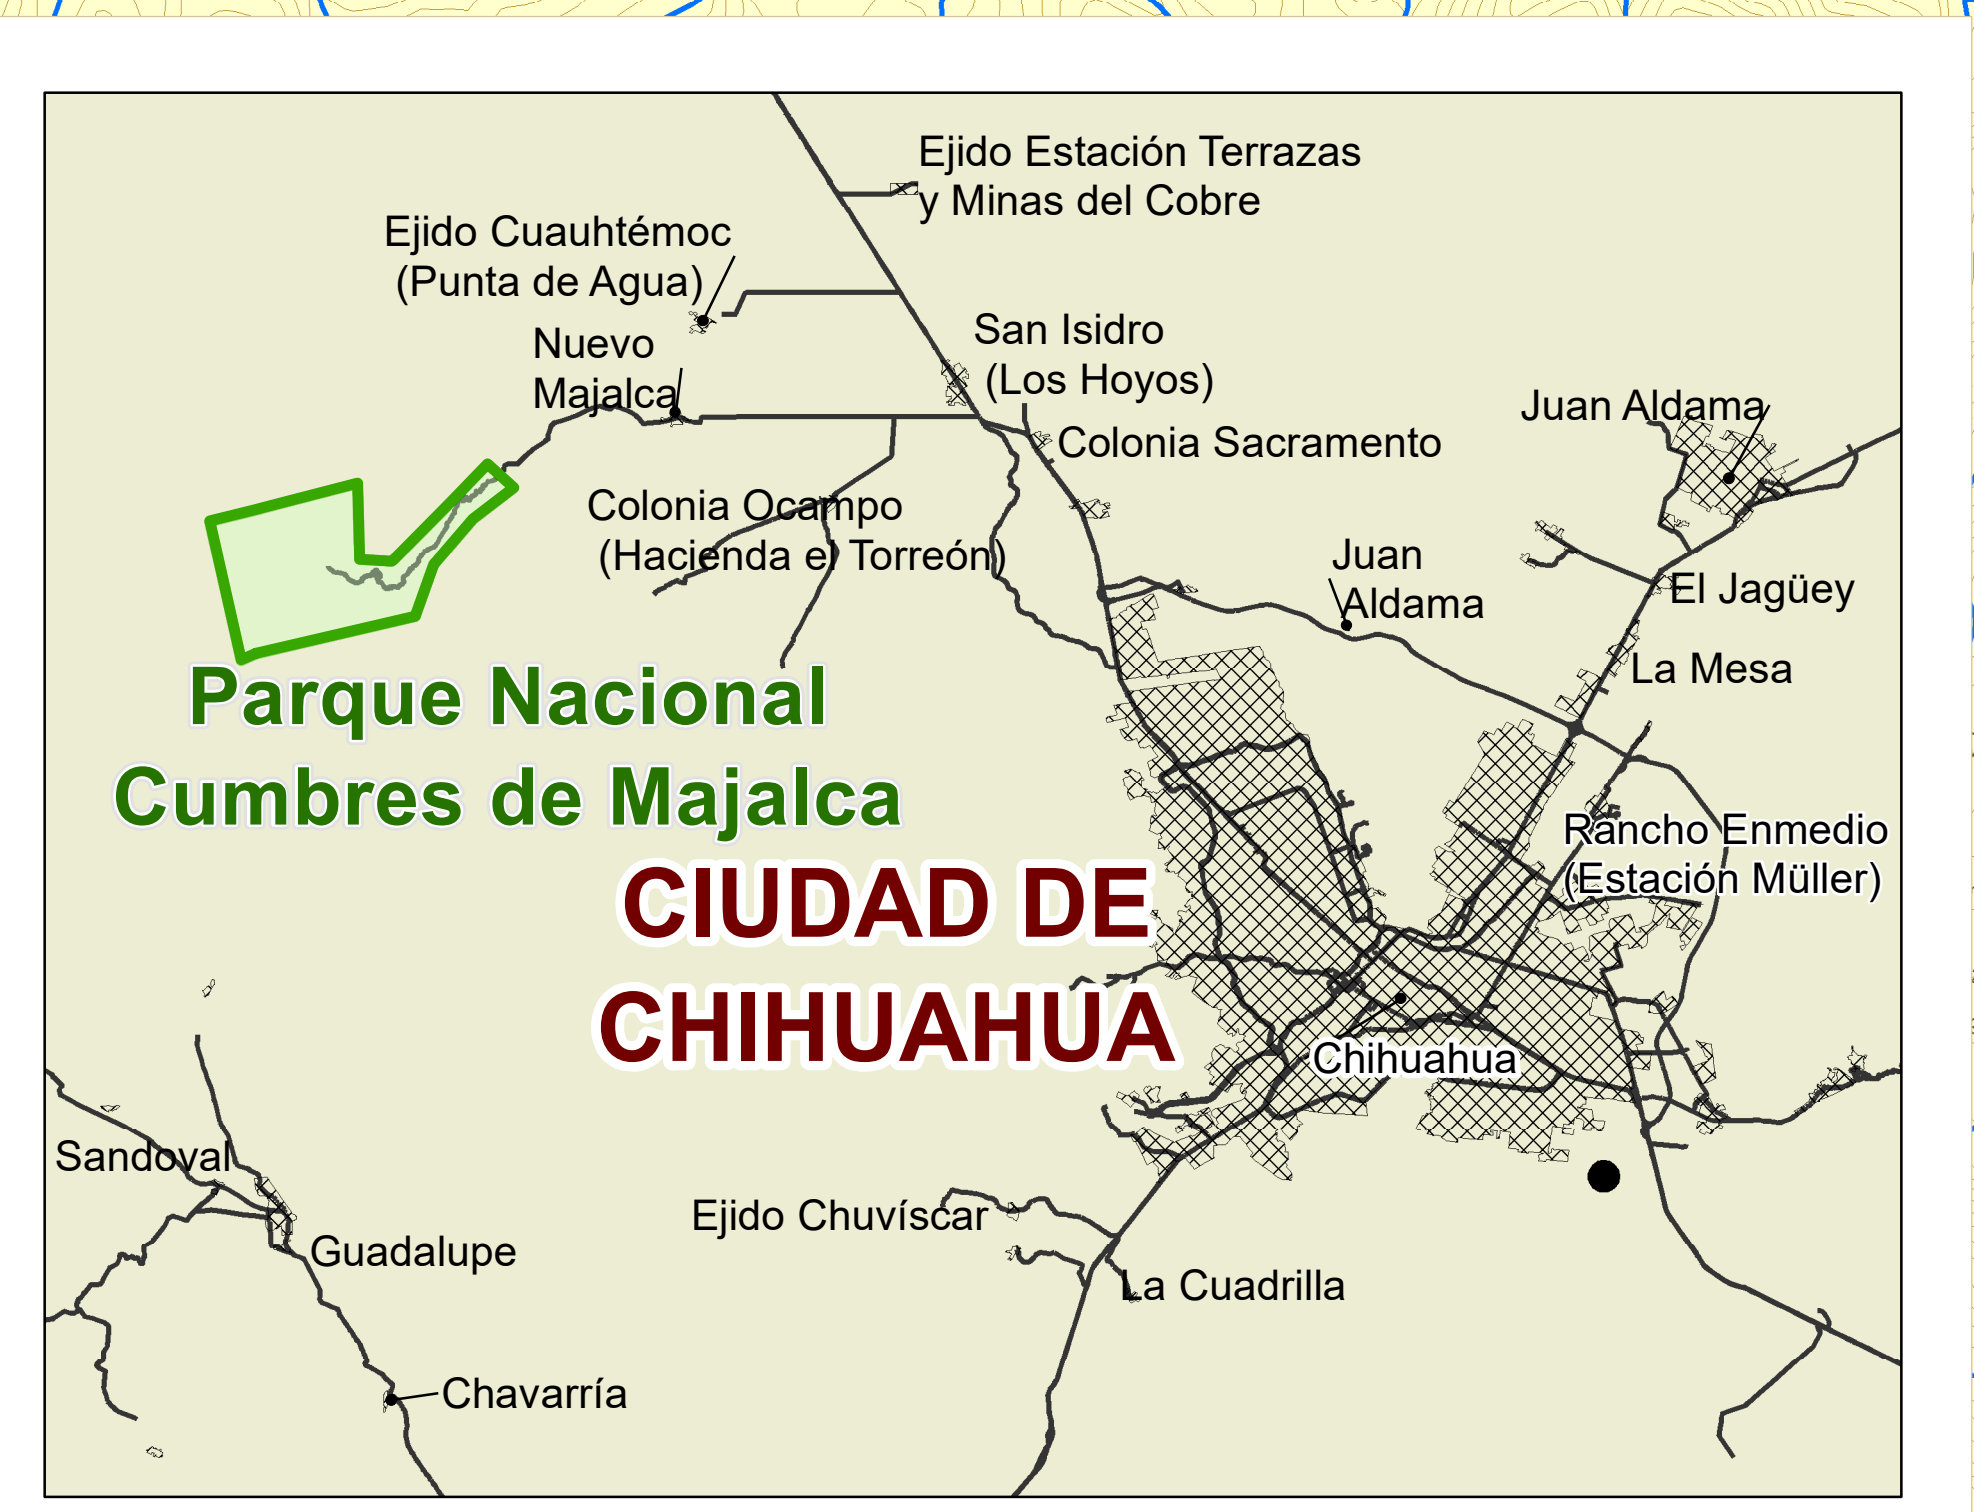 Ejido Estación Terrazas
y Minas del Cobre
Ejido Cuauhtémoc
(Punta de Agua)
Nuevo
Majalca
San Isidro
(Los Hoyos)
Juan Aldama
Colonia Sacramento
Colonia Ocampo
(Hacienda el Torreón)
Juan
Aldama
El Jagüey
La Mesa
Parque Nacional
Cumbres de Majalca
Rancho Enmedio
(Estación Müller)
CIUDAD DE
CHIHUAHUA
Chihuahua
Sandoval
Guadalupe
Ejido Chuvíscar
La Cuadrilla
Chavarría